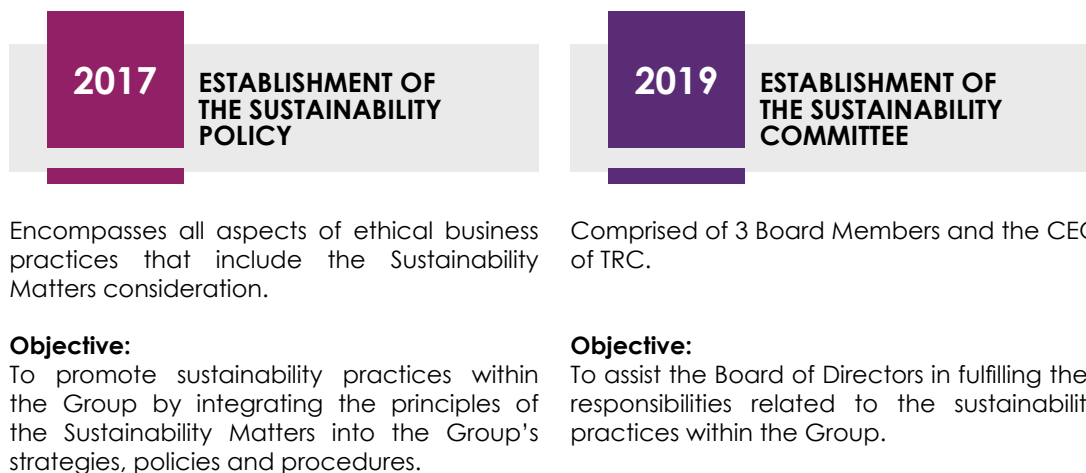 2017
ESTABLISHMENT OF
THE SUSTAINABILITY
POLICY
Encompasses all aspects of ethical business
practices that include the Sustainability
Matters consideration.
Objective:
To promote sustainability practices within
the Group by integrating the principles of
the Sustainability Matters into the Group’s
strategies, policies and procedures.
2019
ESTABLISHMENT OF
THE SUSTAINABILITY
COMMITTEE
Comprised of 3 Board Members and the
of TRC.
Objective:
To assist the Board of Directors in fulfilling
responsibilities related to the
practices within the Group.